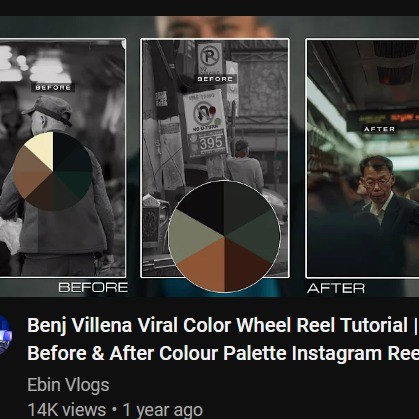 BEFORE
BEFORE
AFTER
P
NO U-TURN
395
BEFORE
AFTER
Benj Villena Viral Color Wheel Reel Tutorial |
Before & After Colour Palette Instagram Ree
Ebin Vlogs
14K views • 1 year ago